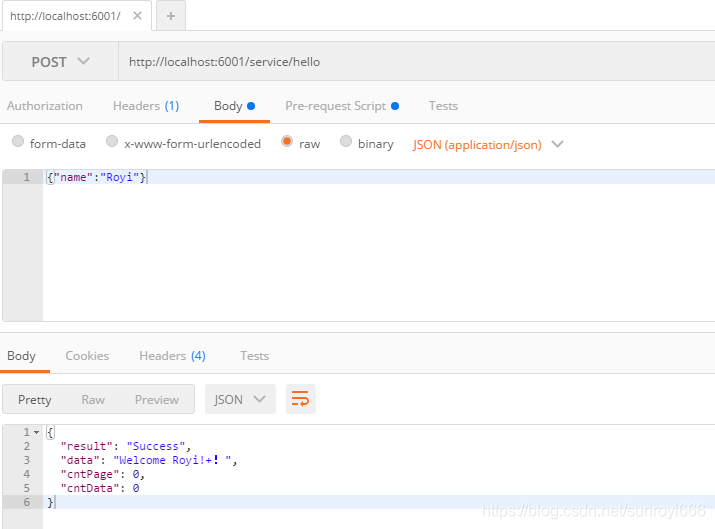 http://localhost:6001/ × +
POST http://localhost:6001/service/hello
Authorization Headers (1) Body Pre-request Script Tests
form-data x-www-form-urlencoded raw binary JSON (application/json)
1 {"name":"Royi"}
Body Cookies Headers (4) Tests
Pretty Raw Preview JSON
1 {
2 "result": "Success",
3 "data": "Welcome Royi!+！",
4 "cntPage": 0,
5 "cntData": 0
6 }
https://blog.csdn.net/sunroyi666